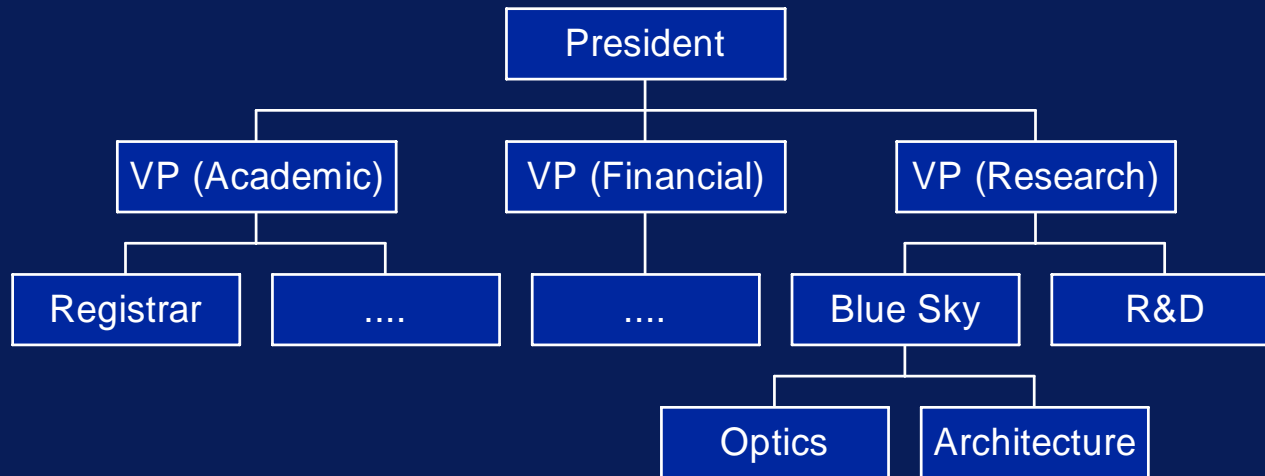 President
VP (Academic)
VP (Financial)
VP (Research)
Registrar
....
....
Blue Sky
R&D
Optics
Architecture